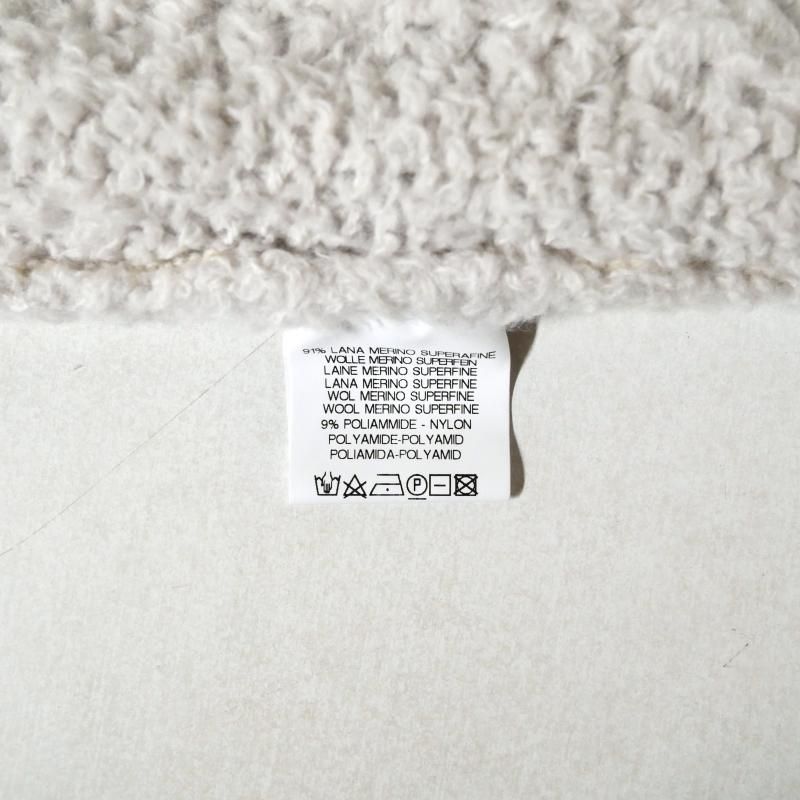 91% LANA MERINO SUPERAFINE
WOLLE MERINO SUPERFEIN
LAINE MERINO SUPERFINE
LANA MERINO SUPERFINE
WOL MERINO SUPERFINE
WOOL MERINO SUPERFINE
9% POLIAMMIDE - NYLON
POLYAMIDE-POLYAMID
POLIAMIDA-POLYAMID
P